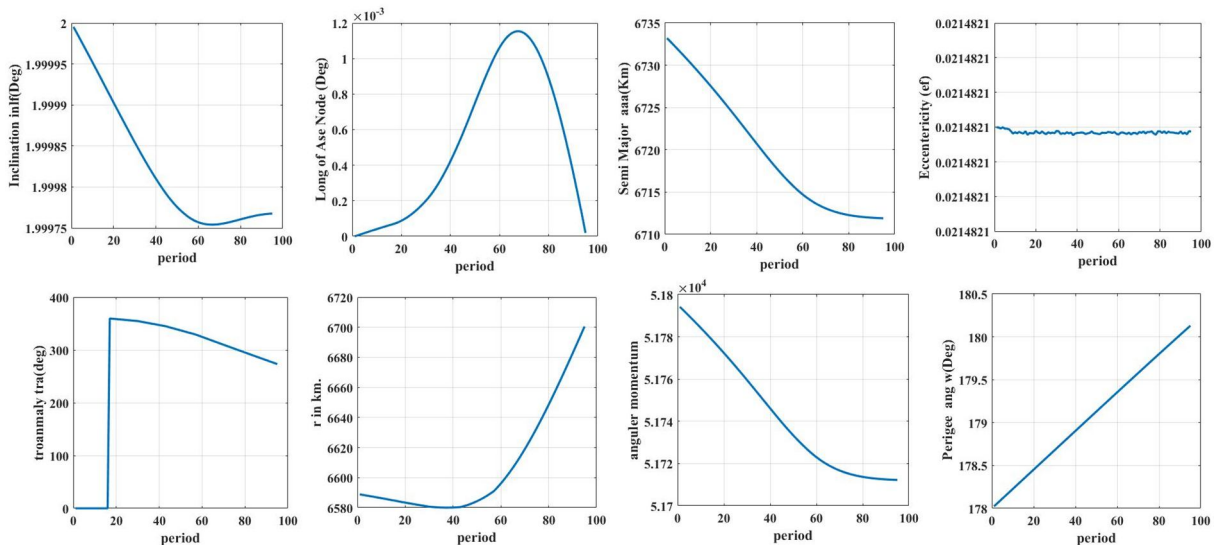 Inclination inlf(Deg)
2
1.99995
1.9999
1.99985
1.9998
1.99975
0 20 40 60 80 100
period
×10⁻³
Long of Ase Node (Deg)
1.2
1
0.8
0.6
0.4
0.2
0
0 20 40 60 80 100
period
Semi Major aaa(Km)
6735
6730
6725
6720
6715
6710
0 20 40 60 80 100
period
Eccentericity (ef)
0.0214821
0.0214821
0.0214821
0.0214821
0.0214821
0.0214821
0.0214821
0 20 40 60 80 100
period
troanmaly tra(deg)
400
300
200
100
0
0 20 40 60 80 100
period
r in km.
6720
6700
6680
6660
6640
6620
6600
6580
0 20 40 60 80 100
period
×10⁴
anguler momentum
5.18
5.178
5.176
5.174
5.172
5.17
0 20 40 60 80 100
period
Perigee ang w(Deg)
180.5
180
179.5
179
178.5
178
0 20 40 60 80 100
period